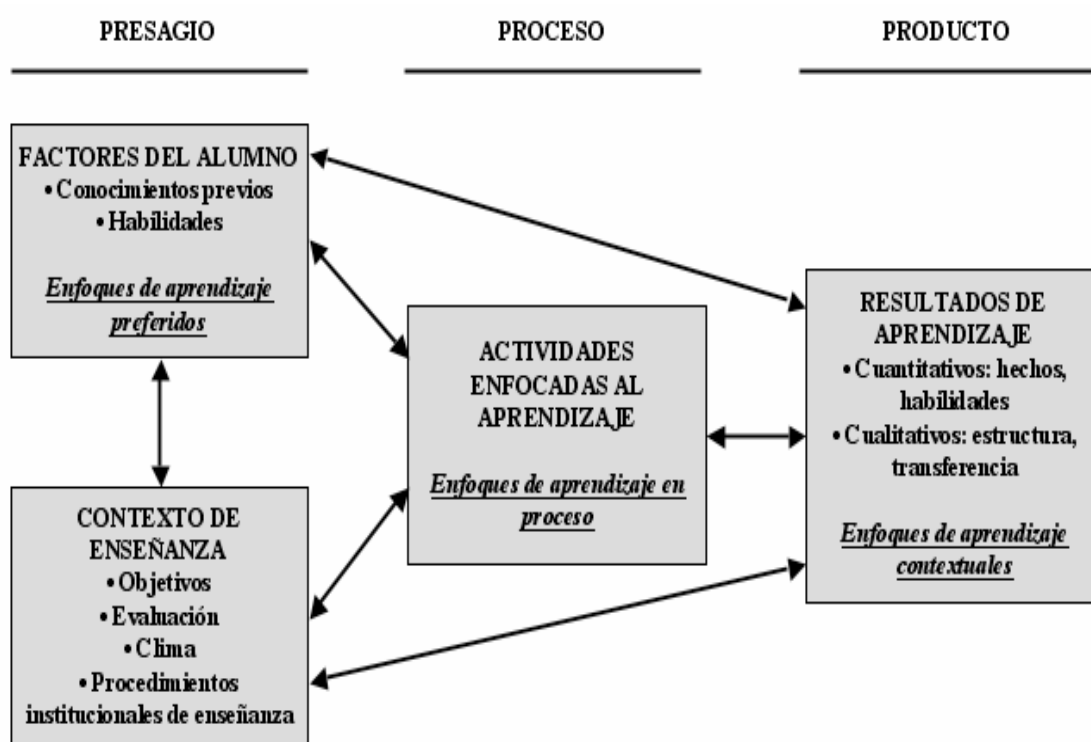 PRESAGIO
PROCESO
PRODUCTO
FACTORES DEL ALUMNO
• Conocimientos previos
• Habilidades
Enfoques de aprendizaje
preferidos
CONTEXTO DE
ENSEÑANZA
• Objetivos
• Evaluación
• Clima
• Procedimientos
institucionales de enseñanza
ACTIVIDADES
ENFOCADAS AL
APRENDIZAJE
Enfoques de aprendizaje en
proceso
RESULTADOS DE
APRENDIZAJE
• Cuantitativos: hechos,
habilidades
• Cualitativos: estructura,
transferencia
Enfoques de aprendizaje
contextuales